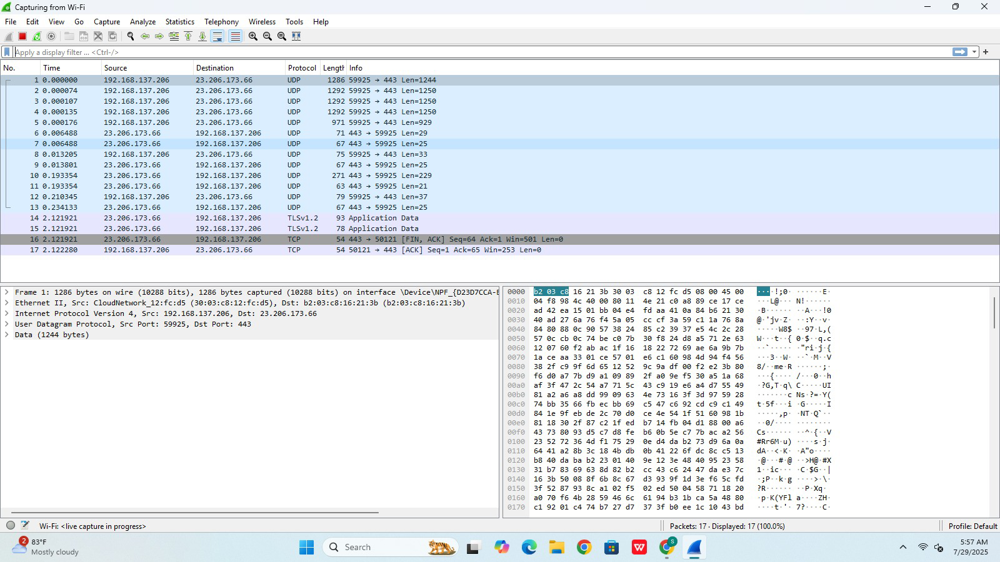 Capturing from Wi-Fi
File Edit View Go Capture Analyze Statistics Telephony Wireless Tools Help
Apply a display filter ... <Ctrl-/>
No. Time Source Destination Protocol Length Info
1 0.000000 192.168.137.206 23.206.173.66 UDP 1286 59925 → 443 Len=1244
2 0.000074 192.168.137.206 23.206.173.66 UDP 1292 59925 → 443 Len=1250
3 0.000107 192.168.137.206 23.206.173.66 UDP 1292 59925 → 443 Len=1250
4 0.000135 192.168.137.206 23.206.173.66 UDP 1292 59925 → 443 Len=1250
5 0.000176 192.168.137.206 23.206.173.66 UDP 971 59925 → 443 Len=929
6 0.006488 23.206.173.66 192.168.137.206 UDP 71 443 → 59925 Len=29
7 0.006488 23.206.173.66 192.168.137.206 UDP 67 443 → 59925 Len=25
8 0.013205 192.168.137.206 23.206.173.66 UDP 75 59925 → 443 Len=33
9 0.013801 23.206.173.66 192.168.137.206 UDP 67 443 → 59925 Len=25
10 0.193354 23.206.173.66 192.168.137.206 UDP 271 443 → 59925 Len=229
11 0.193354 23.206.173.66 192.168.137.206 UDP 63 443 → 59925 Len=21
12 0.210345 192.168.137.206 23.206.173.66 UDP 79 59925 → 443 Len=37
13 0.234133 23.206.173.66 192.168.137.206 UDP 67 443 → 59925 Len=25
14 2.121921 23.206.173.66 192.168.137.206 TLSv1.2 93 Application Data
15 2.121921 23.206.173.66 192.168.137.206 TLSv1.2 78 Application Data
16 2.121921 23.206.173.66 192.168.137.206 TCP 54 443 → 50121 [FIN, ACK] Seq=64 Ack=1 Win=501 Len=0
17 2.122280 192.168.137.206 23.206.173.66 TCP 54 50121 → 443 [ACK] Seq=1 Ack=65 Win=253 Len=0
Frame 1: 1286 bytes on wire (10288 bits), 1286 bytes captured (10288 bits) on interface \Device\NPF_{D23D7CCA-E
Ethernet II, Src: CloudNetwork_12:fc:d5 (30:03:c8:12:fc:d5), Dst: b2:03:c8:16:21:3b (b2:03:c8:16:21:3b)
Internet Protocol Version 4, Src: 192.168.137.206, Dst: 23.206.173.66
User Datagram Protocol, Src Port: 59925, Dst Port: 443
Data (1244 bytes)
0000 b2 03 c8 16 21 3b 30 03 c8 12 fc d5 08 00 45 00 ····!;0· ······E·
0010 04 f8 98 4c 40 00 80 11 4e 21 c0 a8 89 ce 17 ce ···L@··· N!······
0020 ad 42 ea 15 01 bb 04 e4 fd aa 41 0a 84 b6 21 30 ·B······ ··A···!0
0030 40 ad 27 6a 76 f4 5a 05 cc cf 3a 59 c1 1a 76 8a @·'jv·Z· ··:Y··v·
0040 84 80 88 0c 90 57 38 24 85 c2 39 37 e5 4c 2c 28 ·····W8$ ··97·L,(
0050 57 0c cb 0c 74 be c0 7b 30 f8 24 d8 a5 71 2e 63 W···t··{ 0·$··q.c
0060 12 07 60 f2 ab ac 1f 16 18 22 72 69 ae 6a 9b 7b ··`····· ·"ri·j·{
0070 1a ce aa 33 01 ce 57 01 e6 c1 60 98 4d 94 f4 56 ···3··W· ··`·M··V
0080 38 2f c9 9f 6d 65 12 52 9c 9a df 00 f2 e2 3b 80 8/··me·R ······;·
0090 f6 d0 a7 7b d9 a1 09 89 2f a0 9e f5 30 a5 1a 68 ···{···· /···0··h
00a0 af 3f 47 2c 54 a7 71 5c 43 c9 19 e6 a4 d7 55 49 ·?G,T·q\ C·····UI
00b0 81 a2 a6 a8 dd 99 09 63 4e 73 16 3f 3d 97 59 28 ·······c Ns·?=·Y(
00c0 74 bb 35 66 fb ec bb 69 c5 47 c6 92 cd c9 c1 49 t·5f···i ·G·····I
00d0 84 1e 9f eb de 2c 70 d0 ce 4e 54 1f 51 60 98 1b ·····,p· ·NT·Q`··
00e0 81 18 30 2f 87 c2 1f ed b7 14 fb 04 d1 88 00 a6 ··0/···· ········
00f0 43 73 80 93 d5 c7 d8 fe b6 0b 5e c7 7b ac a2 56 Cs······ ··^·{··V
0100 23 52 72 36 4d f1 75 29 0e d4 da b2 73 d9 6a 0a #Rr6M·u) ····s·j·
0110 64 41 a2 8b 3c 18 4b db 0b 41 22 6f dc 8c c5 13 dA··<·K· ·A"o····
0120 b8 40 da ba b2 23 01 40 9e 12 3e 48 40 95 23 58 ·@···#·@ ··>H@·#X
0130 31 b7 83 69 63 8d 82 b2 cc 43 c6 24 47 da e3 7c 1··ic··· ·C·$G··|
0140 16 3b 50 08 8f 6b 8c 67 d3 93 9f 1d 3e f6 5c fd ·;P··k·g ····>·\·
0150 3f 52 87 93 8c a1 02 f5 02 ed 50 04 58 71 18 20 ?R······ ··P·Xq·
0160 a0 70 f6 4b 28 59 46 6c 61 94 b3 1b ca 5a 48 80 ·p·K(YFl a····ZH·
0170 c1 92 01 c4 74 b7 27 d7 37 3f b0 ee 1c 10 43 bd ····t·'· 7?····C·
Wi-Fi: <live capture in progress> Packets: 17 · Displayed: 17 (100.0%) Profile: Default
2
83°F
Mostly cloudy
Search
W
S
5:57 AM
7/29/2025